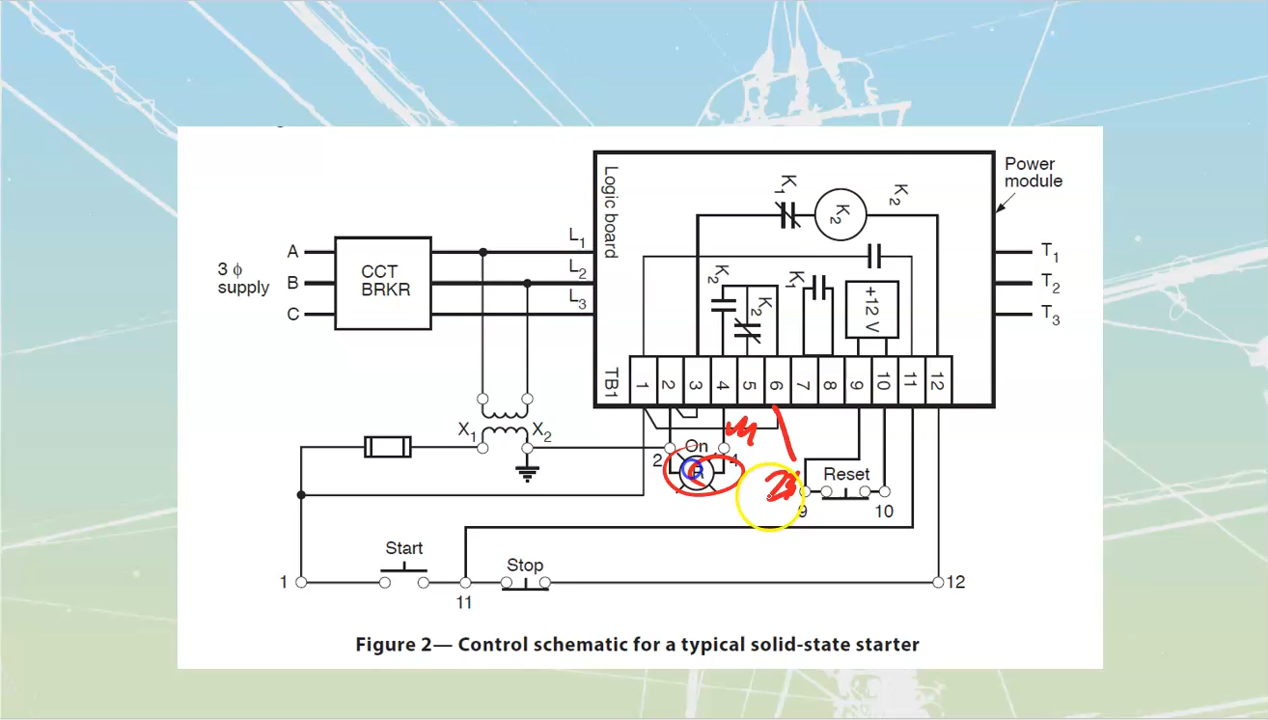 Power
module
Logic board
K1
K2
K2
L1
L2
L3
A
B
C
3 ϕ
supply
CCT
BRKR
T1
T2
T3
K2
K2
K1
+12 V
TB1
1 2 3 4 5 6 7 8 9 10 11 12
X1 X2
On
2
4
R
Reset
9 10
Start
Stop
1
11
12
Figure 2— Control schematic for a typical solid-state starter